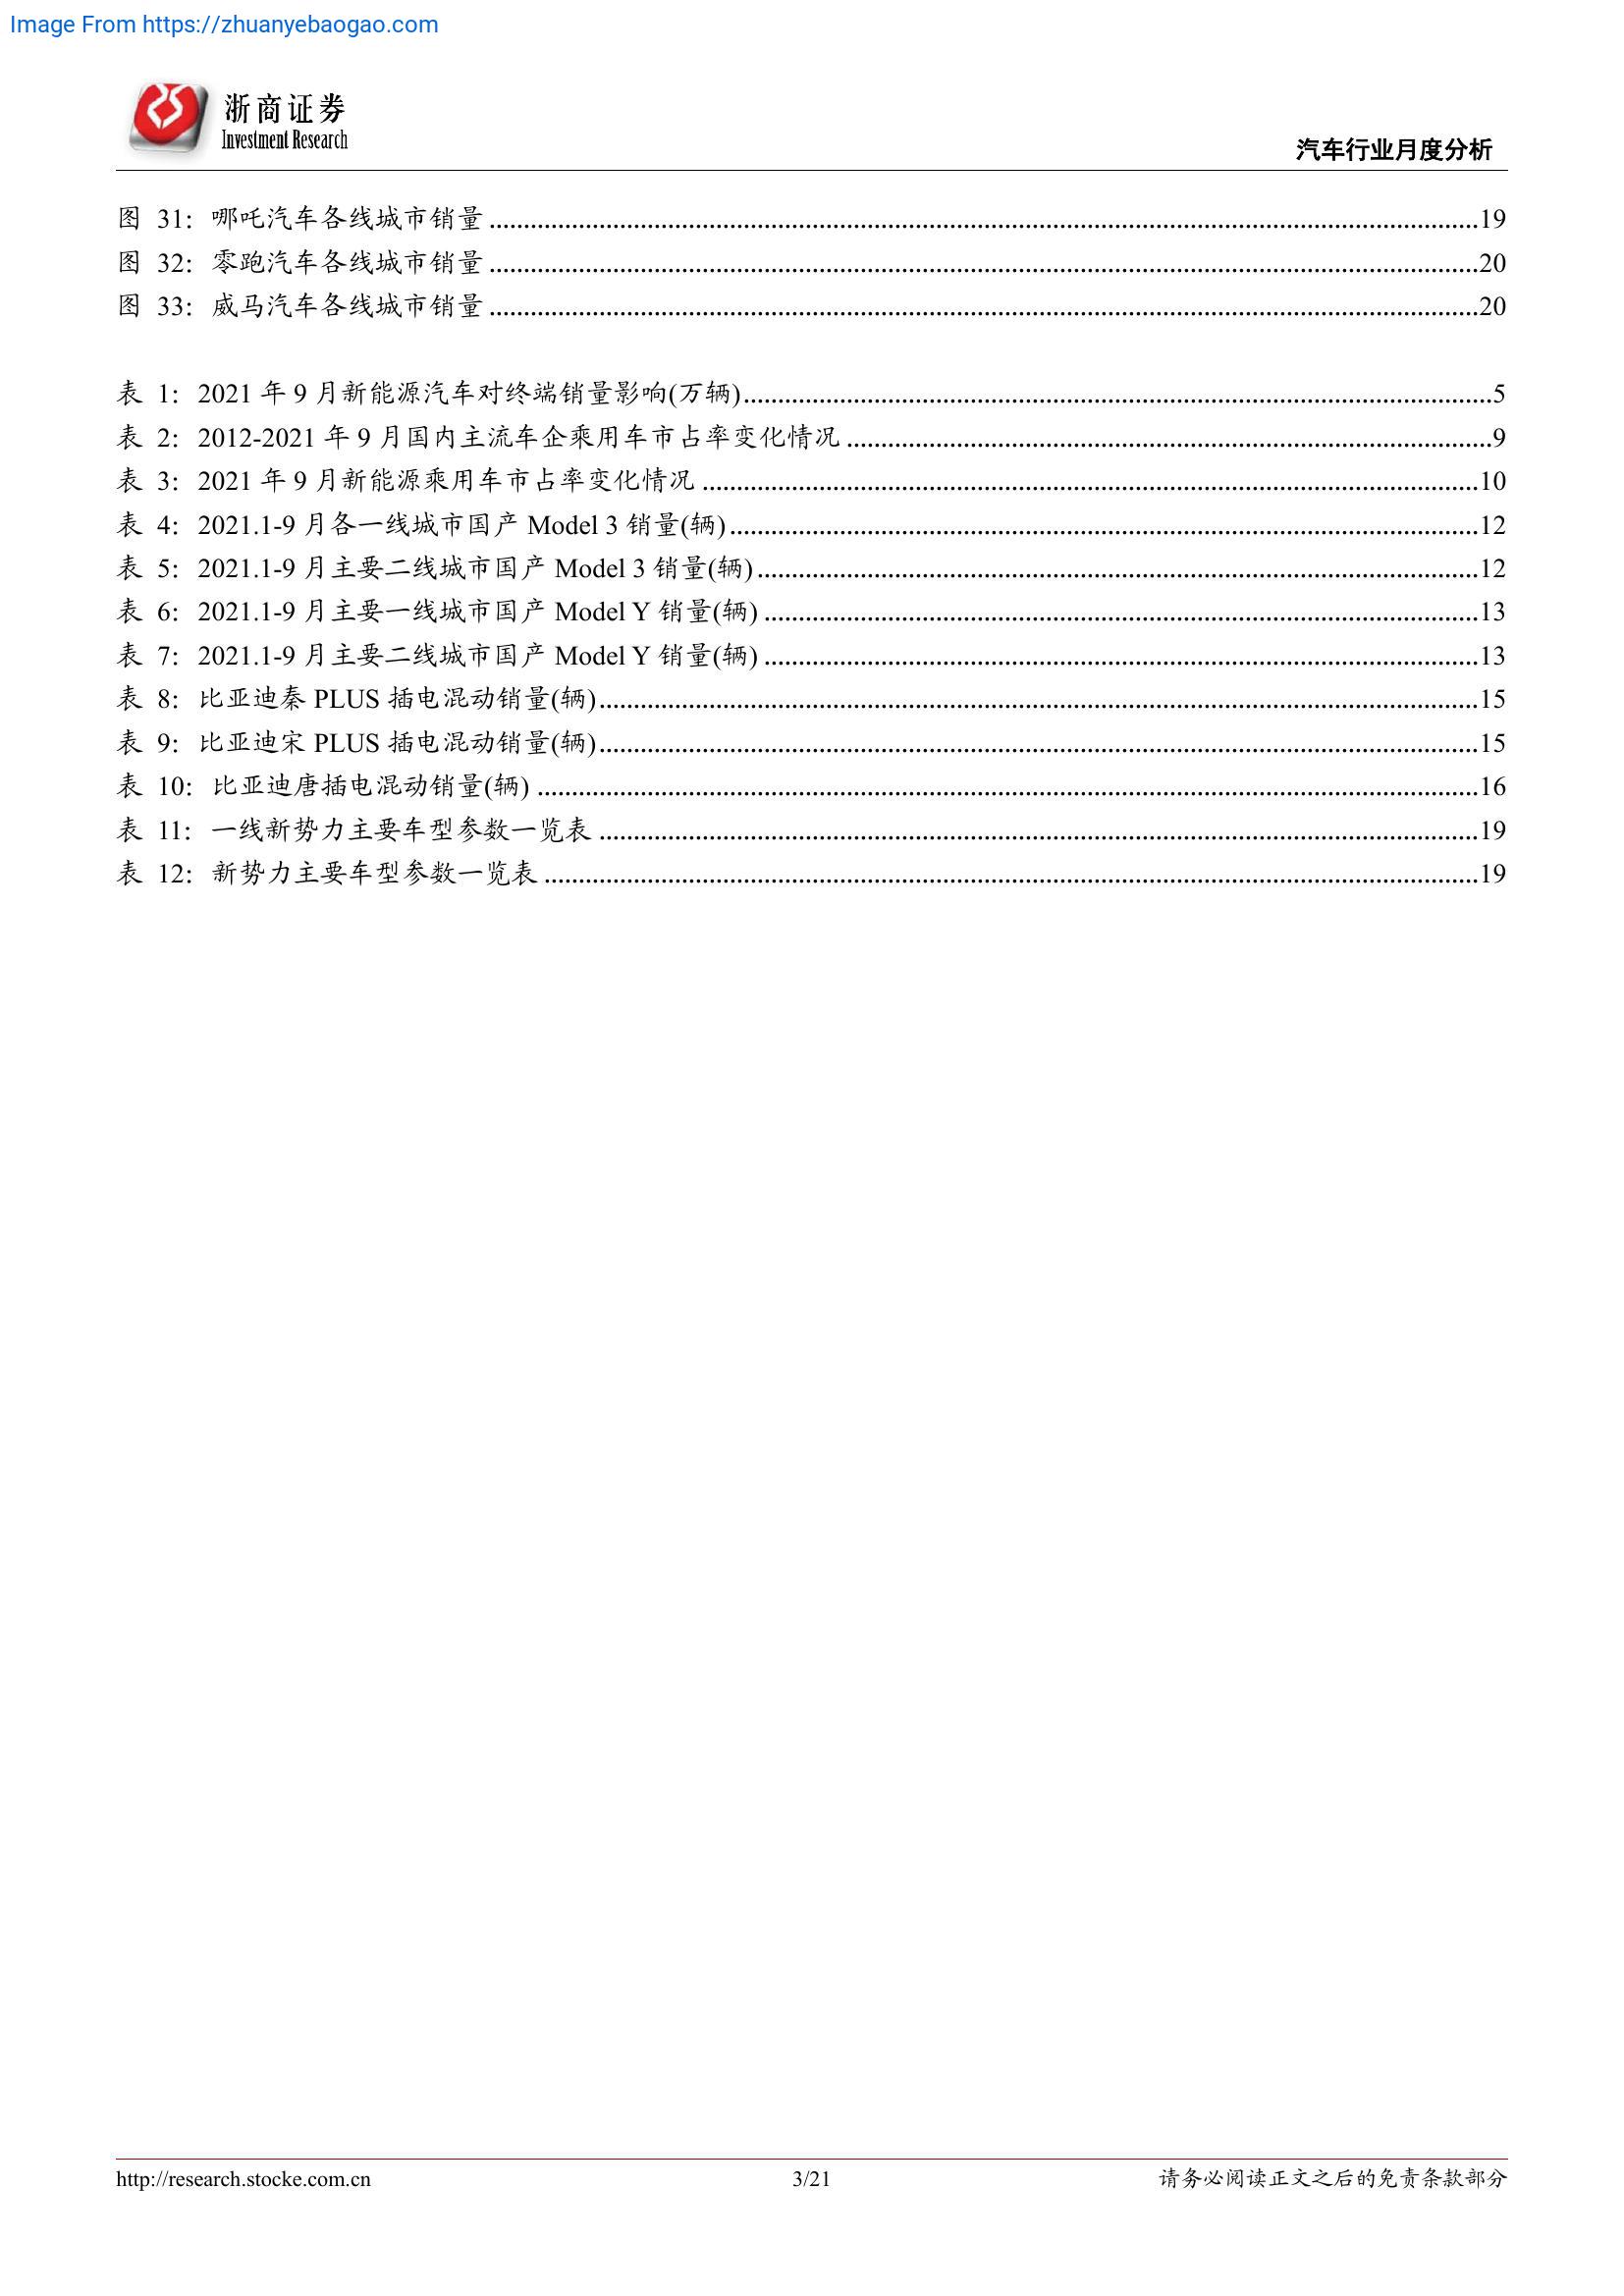 Image From https://zhuanyebaogao.com
浙商证券
Investment Research
汽车行业月度分析
图 31：哪吒汽车各线城市销量 ........ 19
图 32：零跑汽车各线城市销量 ........ 20
图 33：威马汽车各线城市销量 ........ 20
表 1：2021 年 9 月新能源汽车对终端销量影响(万辆) ........ 5
表 2：2012-2021 年 9 月国内主流车企乘用车市占率变化情况 ........ 9
表 3：2021 年 9 月新能源乘用车市占率变化情况 ........ 10
表 4：2021.1-9 月各一线城市国产 Model 3 销量(辆) ........ 12
表 5：2021.1-9 月主要二线城市国产 Model 3 销量(辆) ........ 12
表 6：2021.1-9 月主要一线城市国产 Model Y 销量(辆) ........ 13
表 7：2021.1-9 月主要二线城市国产 Model Y 销量(辆) ........ 13
表 8：比亚迪秦 PLUS 插电混动销量(辆) ........ 15
表 9：比亚迪宋 PLUS 插电混动销量(辆) ........ 15
表 10：比亚迪唐插电混动销量(辆) ........ 16
表 11：一线新势力主要车型参数一览表 ........ 19
表 12：新势力主要车型参数一览表 ........ 19
http://research.stocke.com.cn 3/21 请务必阅读正文之后的免责条款部分